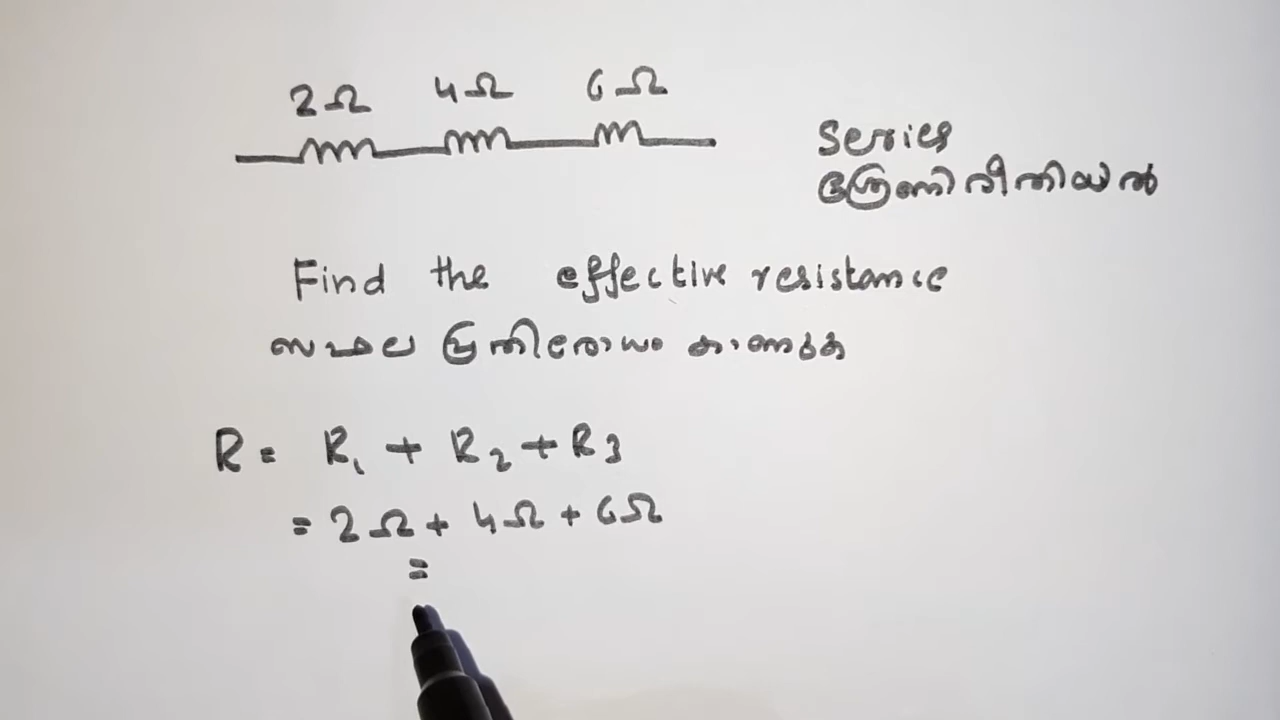 2Ω 4Ω 6Ω
Series
ശ്രേണിരീതിയിൽ
Find the effective resistance
സഫല പ്രതിരോധം കാണുക
R = R₁ + R₂ + R₃
= 2Ω + 4Ω + 6Ω
=